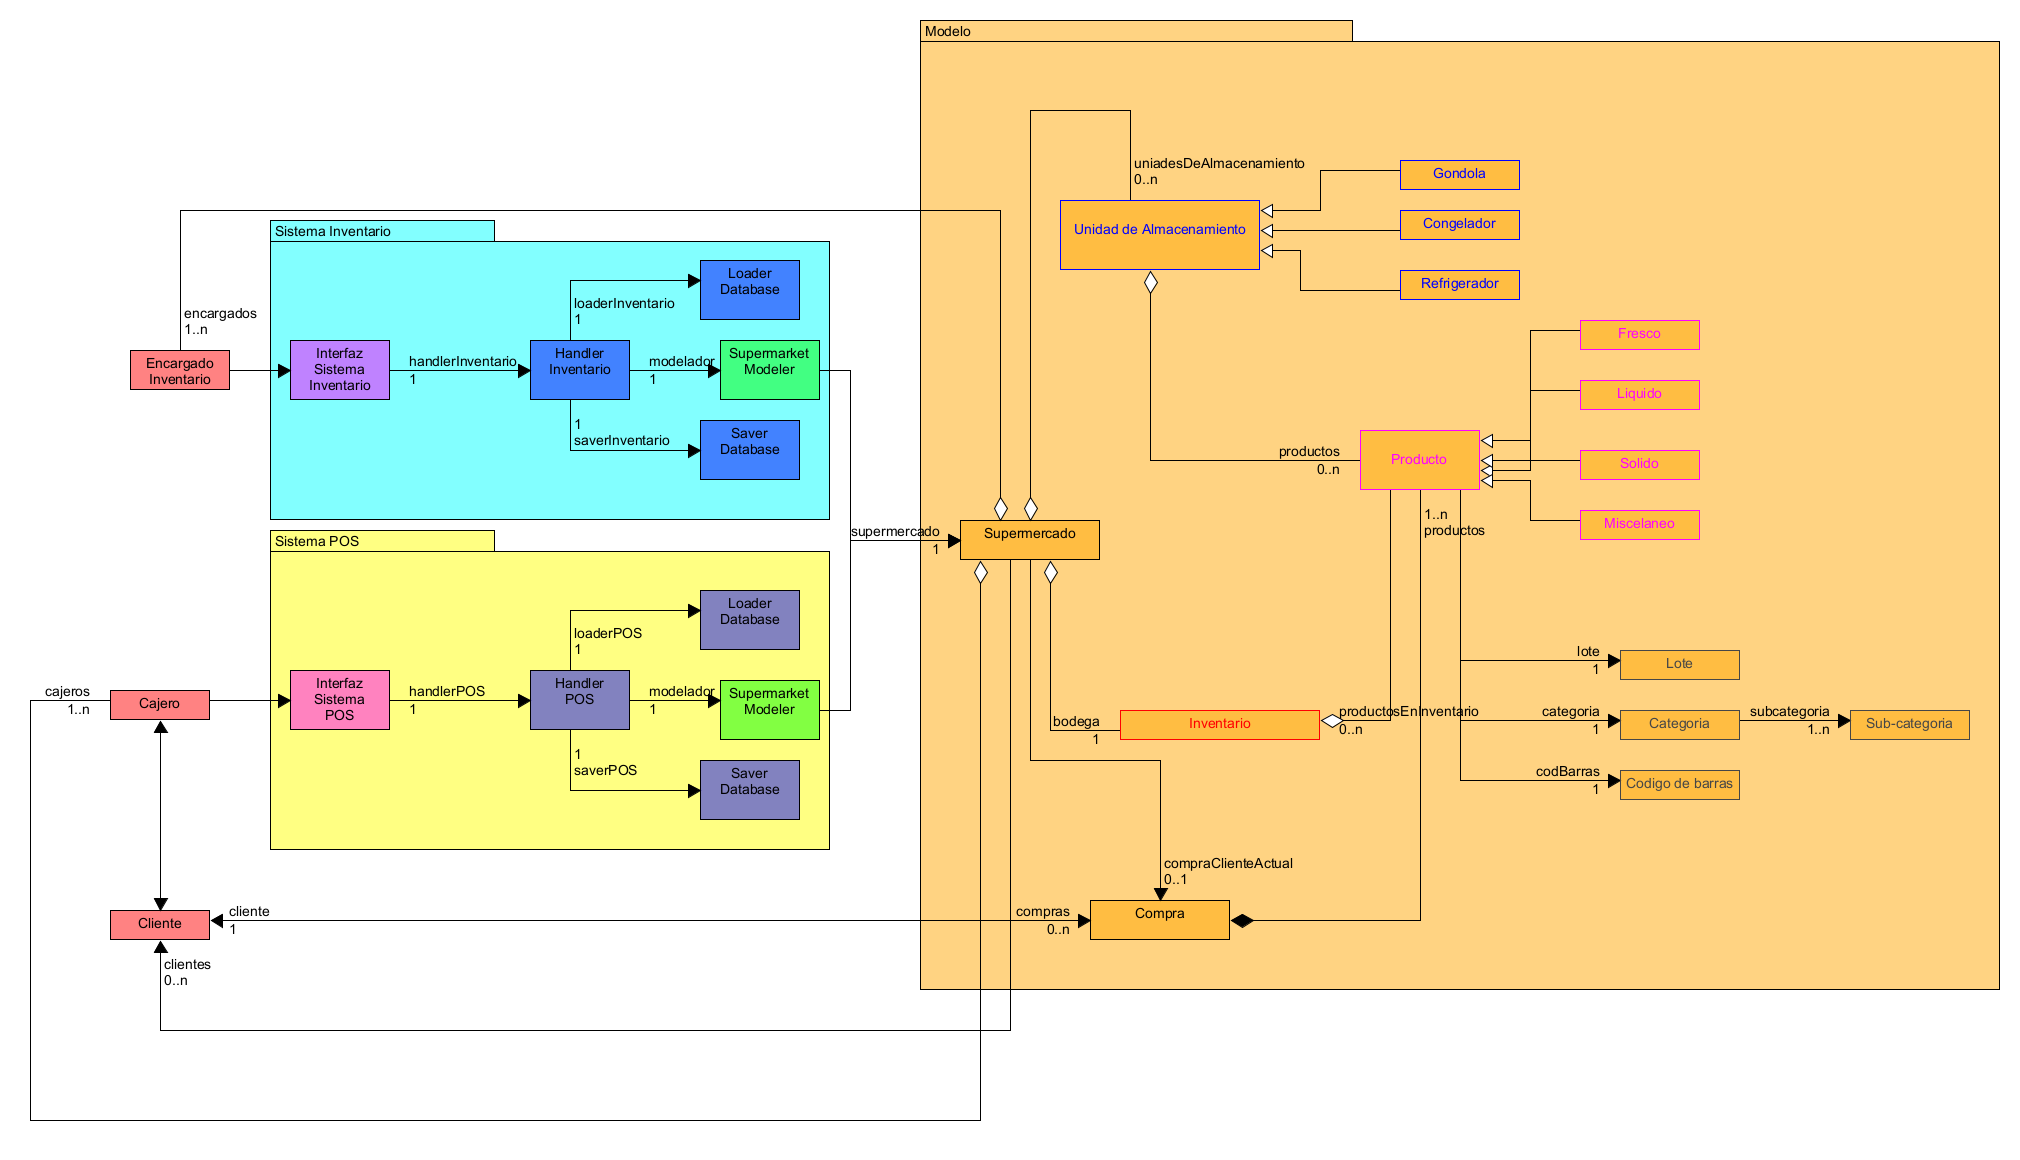 Modelo
uniadesDeAlmacenamiento
0..n
Gondola
Unidad de Almacenamiento
Congelador
Refrigerador
Sistema Inventario
encargados
1..n
Encargado
Inventario
Interfaz
Sistema
Inventario
handlerInventario
1
Handler
Inventario
loaderInventario
1
Loader
Database
modelador
1
Supermarket
Modeler
1
saverInventario
Saver
Database
Fresco
Liquido
Solido
Miscelaneo
productos
0..n
Producto
1..n
productos
supermercado
1
Supermercado
Sistema POS
cajeros
1..n
Cajero
Interfaz
Sistema
POS
handlerPOS
1
Handler
POS
loaderPOS
1
Loader
Database
modelador
1
Supermarket
Modeler
1
saverPOS
Saver
Database
bodega
1
Inventario
productosEnInventario
0..n
lote
1
Lote
categoria
1
Categoria
subcategoria
1..n
Sub-categoria
codBarras
1
Codigo de barras
compraClienteActual
0..1
Cliente
cliente
1
compras
0..n
Compra
clientes
0..n